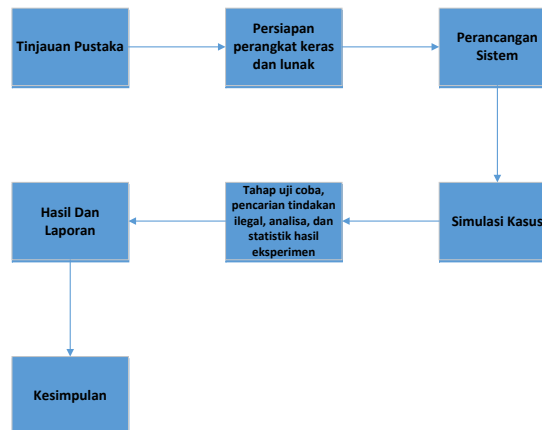 Tinjauan Pustaka
Persiapan
perangkat keras
dan lunak
Perancangan
Sistem
Simulasi Kasus
Tahap uji coba,
pencarian tindakan
ilegal, analisa, dan
statistik hasil
eksperimen
Hasil Dan
Laporan
Kesimpulan